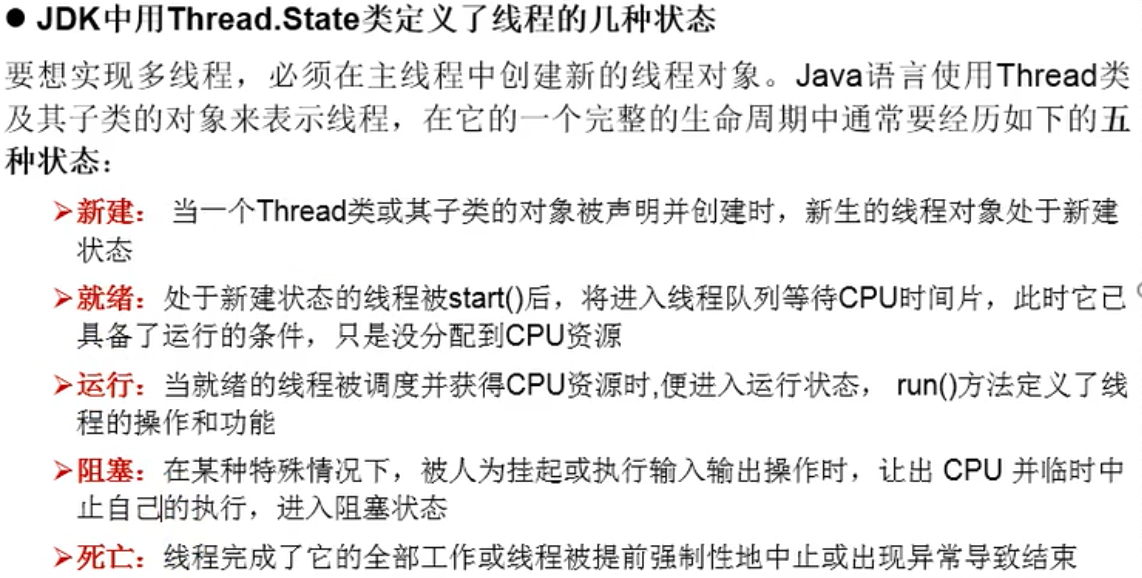 ● JDK中用Thread.State类定义了线程的几种状态
要想实现多线程，必须在主线程中创建新的线程对象。Java语言使用Thread类
及其子类的对象来表示线程，在它的一个完整的生命周期中通常要经历如下的五
种状态：
➢新建： 当一个Thread类或其子类的对象被声明并创建时，新生的线程对象处于新建
状态
➢就绪：处于新建状态的线程被start()后，将进入线程队列等待CPU时间片，此时它已
具备了运行的条件，只是没分配到CPU资源
➢运行：当就绪的线程被调度并获得CPU资源时,便进入运行状态， run()方法定义了线
程的操作和功能
➢阻塞：在某种特殊情况下，被人为挂起或执行输入输出操作时，让出 CPU 并临时中
止自己的执行，进入阻塞状态
➢死亡：线程完成了它的全部工作或线程被提前强制性地中止或出现异常导致结束